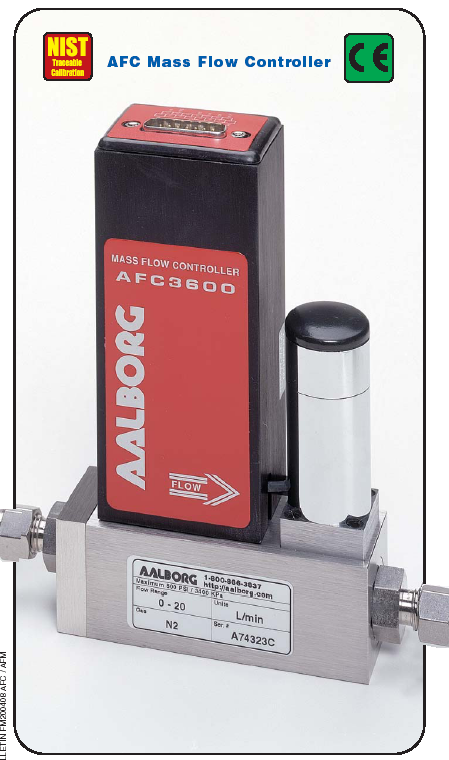 NIST
Traceable
Calibration
AFC Mass Flow Controller
CE
MASS FLOW CONTROLLER
AFC3600
AALBORG
FLOW
AALBORG 1-800-866-3837
http://aalborg.com
Maximum 500 PSI / 3400 KPa
Flow Range
0 - 20
Units
L/min
Gas
N2
Ser #
A74323C
LLETIN FM200408 AFC / AFM